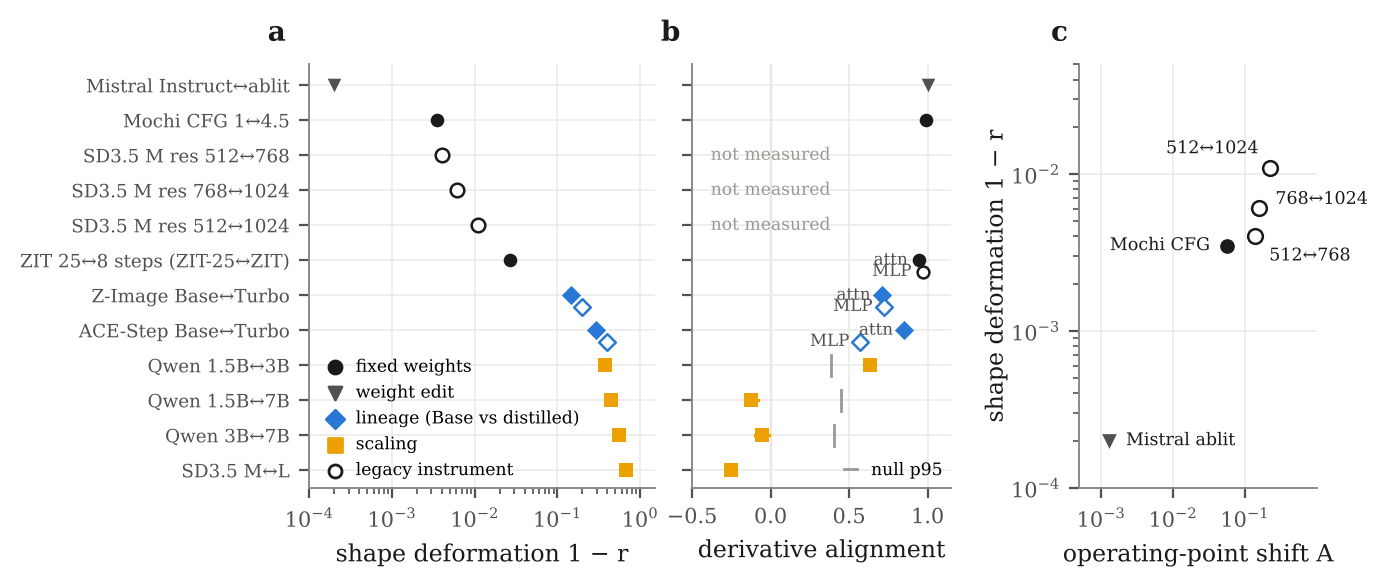 a
b
c
Mistral Instruct↔ablit
Mochi CFG 1↔4.5
SD3.5 M res 512↔768
SD3.5 M res 768↔1024
SD3.5 M res 512↔1024
ZIT 25↔8 steps (ZIT-25↔ZIT)
Z-Image Base↔Turbo
ACE-Step Base↔Turbo
Qwen 1.5B↔3B
Qwen 1.5B↔7B
Qwen 3B↔7B
SD3.5 M↔L
fixed weights
weight edit
lineage (Base vs distilled)
scaling
legacy instrument
10⁻⁴ 10⁻³ 10⁻² 10⁻¹ 10⁰
shape deformation 1 − r
not measured
not measured
not measured
attn
MLP
attn
MLP
attn
MLP
null p95
−0.5 0.0 0.5 1.0
derivative alignment
shape deformation 1 − r
10⁻²
10⁻³
10⁻⁴
512↔1024
768↔1024
512↔768
Mochi CFG
Mistral ablit
10⁻³ 10⁻² 10⁻¹
operating-point shift A